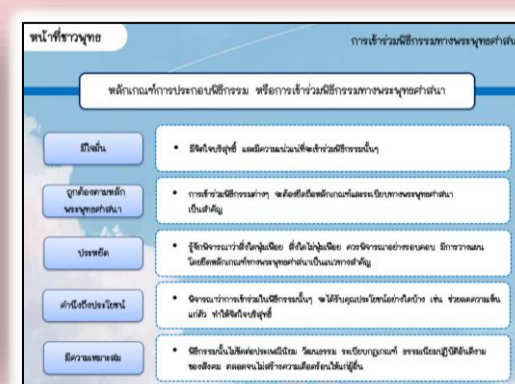 หน้าที่ชาวพุทธ
การเข้าร่วมพิธีกรรมทางพระพุทธศาสนา
หลักเกณฑ์การประกอบพิธีกรรม หรือการเข้าร่วมพิธีกรรมทางพระพุทธศาสนา
มีใจมั่น
• มีจิตใจบริสุทธิ์ และมีความแน่วแน่ที่จะเข้าร่วมพิธีกรรมนั้นๆ
ถูกต้องตามหลัก
พระพุทธศาสนา
• การเข้าร่วมพิธีกรรมต่างๆ จะต้องยึดถือหลักเกณฑ์และระเบียบทางพระพุทธศาสนา
เป็นสำคัญ
ประหยัด
• รู้จักพิจารณาว่าสิ่งใดฟุ่มเฟือย สิ่งใดไม่ฟุ่มเฟือย ควรพิจารณาอย่างรอบคอบ มีการวางแผน
โดยยึดหลักเกณฑ์ทางพระพุทธศาสนาเป็นแนวทางสำคัญ
คำนึงถึงประโยชน์
• พิจารณาว่าการเข้าร่วมในพิธีกรรมนั้นๆ จะได้รับคุณประโยชน์อย่างใดบ้าง เช่น ช่วยลดความเห็น
แก่ตัว ทำให้จิตใจบริสุทธิ์
มีความเหมาะสม
• พิธีกรรมนั้นไม่ขัดต่อประเพณีนิยม วัฒนธรรม ระเบียบกฎเกณฑ์ ธรรมเนียมปฏิบัติอันดีงาม
ของสังคม ตลอดจนไม่สร้างความเดือดร้อนให้แก่ผู้อื่น